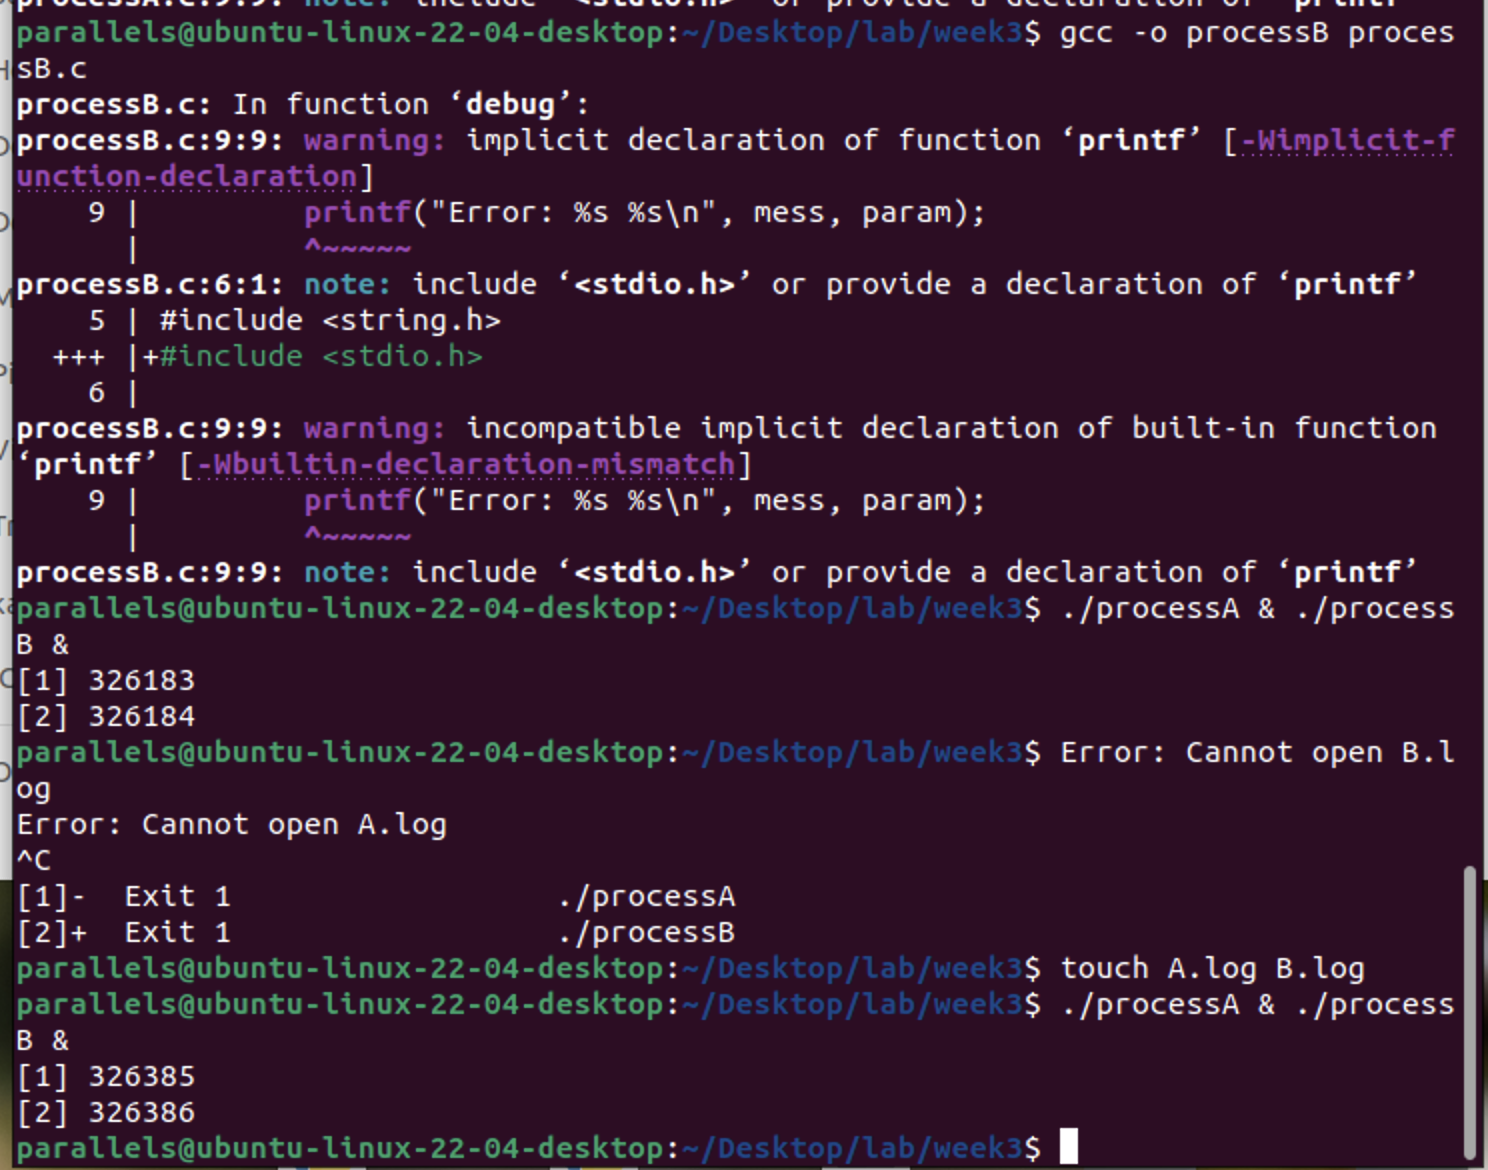 processA.c:9:9: note: include ‘<stdio.h>’ or provide a declaration of ‘printf’
parallels@ubuntu-linux-22-04-desktop:~/Desktop/lab/week3$ gcc -o processB proces
sB.c
processB.c: In function ‘debug’:
processB.c:9:9: warning: implicit declaration of function ‘printf’ [-Wimplicit-f
unction-declaration]
    9 |         printf("Error: %s %s\n", mess, param);
      |         ^~~~~~
processB.c:6:1: note: include ‘<stdio.h>’ or provide a declaration of ‘printf’
    5 | #include <string.h>
  +++ |+#include <stdio.h>
    6 |
processB.c:9:9: warning: incompatible implicit declaration of built-in function
‘printf’ [-Wbuiltin-declaration-mismatch]
    9 |         printf("Error: %s %s\n", mess, param);
      |         ^~~~~~
processB.c:9:9: note: include ‘<stdio.h>’ or provide a declaration of ‘printf’
parallels@ubuntu-linux-22-04-desktop:~/Desktop/lab/week3$ ./processA & ./process
B &
[1] 326183
[2] 326184
parallels@ubuntu-linux-22-04-desktop:~/Desktop/lab/week3$ Error: Cannot open B.l
og
Error: Cannot open A.log
^C
[1]-  Exit 1                  ./processA
[2]+  Exit 1                  ./processB
parallels@ubuntu-linux-22-04-desktop:~/Desktop/lab/week3$ touch A.log B.log
parallels@ubuntu-linux-22-04-desktop:~/Desktop/lab/week3$ ./processA & ./process
B &
[1] 326385
[2] 326386
parallels@ubuntu-linux-22-04-desktop:~/Desktop/lab/week3$